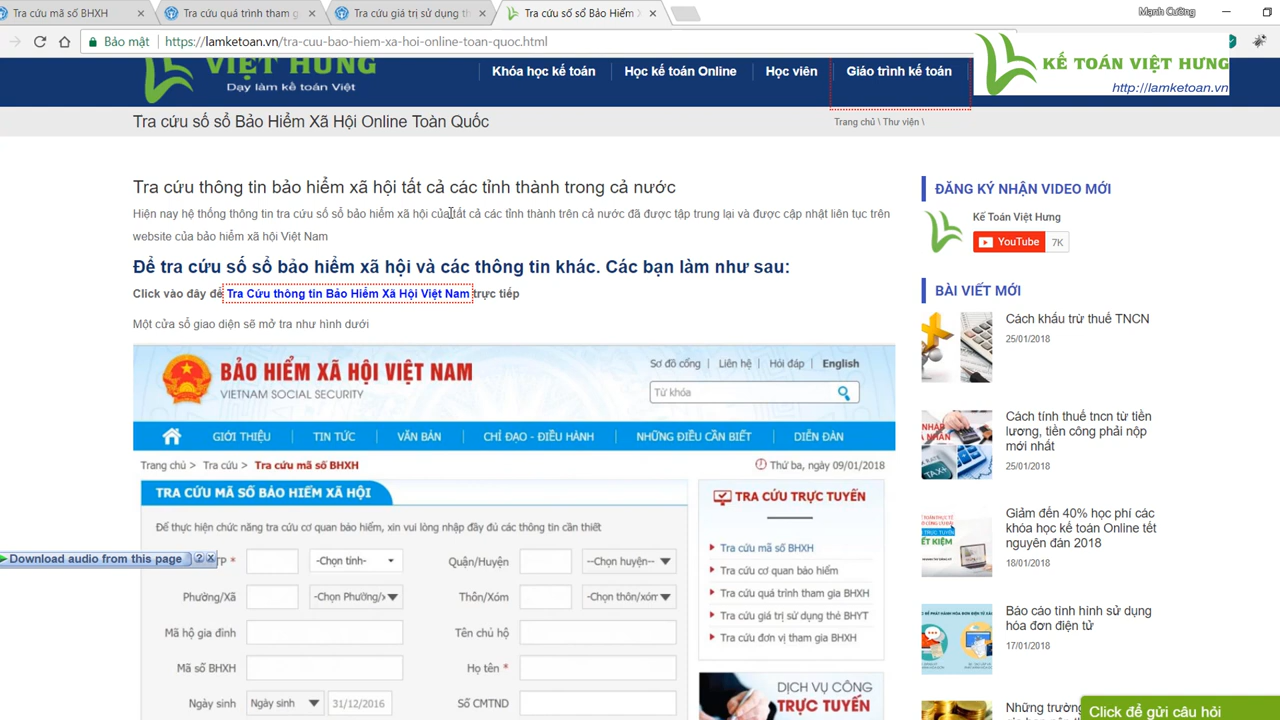 Tra cứu mã số BHXH
Tra cứu quá trình tham g
Tra cứu giá trị sử dụng th
Tra cứu số sổ Bảo Hiểm X
Mạnh Cường
Bảo mật
https://lamketoan.vn/tra-cuu-bao-hiem-xa-hoi-online-toan-quoc.html
VIỆT HƯNG
Dạy làm kế toán Việt
Khóa học kế toán
Học kế toán Online
Học viên
Giáo trình kế toán
KẾ TOÁN VIỆT HƯNG
http://lamketoan.vn
Tra cứu số sổ Bảo Hiểm Xã Hội Online Toàn Quốc
Trang chủ \ Thư viện \
Tra cứu thông tin bảo hiểm xã hội tất cả các tỉnh thành trong cả nước
Hiện nay hệ thống thông tin tra cứu số sổ bảo hiểm xã hội của tất cả các tỉnh thành trên cả nước đã được tập trung lại và được cập nhật liên tục trên
website của bảo hiểm xã hội Việt Nam
Để tra cứu số sổ bảo hiểm xã hội và các thông tin khác. Các bạn làm như sau:
Click vào đây để Tra Cứu thông tin Bảo Hiểm Xã Hội Việt Nam trực tiếp
Một cửa sổ giao diện sẽ mở tra như hình dưới
BẢO HIỂM XÃ HỘI VIỆT NAM
VIETNAM SOCIAL SECURITY
Sơ đồ cổng | Liên hệ | Hỏi đáp | English
Từ khóa
GIỚI THIỆU
TIN TỨC
VĂN BẢN
CHỈ ĐẠO - ĐIỀU HÀNH
NHỮNG ĐIỀU CẦN BIẾT
DIỄN ĐÀN
Trang chủ > Tra cứu > Tra cứu mã số BHXH
Thứ ba, ngày 09/01/2018
TRA CỨU MÃ SỐ BẢO HIỂM XÃ HỘI
Để thực hiện chức năng tra cứu cơ quan bảo hiểm, xin vui lòng nhập đầy đủ các thông tin cần thiết
Download audio from this page
?
X
P *
-Chọn tỉnh-
Quận/Huyện
--Chọn huyện--
Phường/Xã
-Chọn Phường/x
Thôn/Xóm
-Chọn thôn/xóm
Mã hộ gia đình
Tên chủ hộ
Mã số BHXH
Họ tên *
Ngày sinh
Ngày sinh
31/12/2016
Số CMTND
TRA CỨU TRỰC TUYẾN
Tra cứu mã số BHXH
Tra cứu cơ quan bảo hiểm
Tra cứu quá trình tham gia BHXH
Tra cứu giá trị sử dụng thẻ BHYT
Tra cứu đơn vị tham gia BHXH
DỊCH VỤ CÔNG
TRỰC TUYẾN
ĐĂNG KÝ NHẬN VIDEO MỚI
Kế Toán Việt Hưng
YouTube 7K
BÀI VIẾT MỚI
Cách khấu trừ thuế TNCN
25/01/2018
Cách tính thuế tncn từ tiền
lương, tiền công phải nộp
mới nhất
25/01/2018
Giảm đến 40% học phí các
khóa học kế toán Online tết
nguyên đán 2018
18/01/2018
Báo cáo tình hình sử dụng
hóa đơn điện tử
17/01/2018
Những trường
Click để gửi câu hỏi